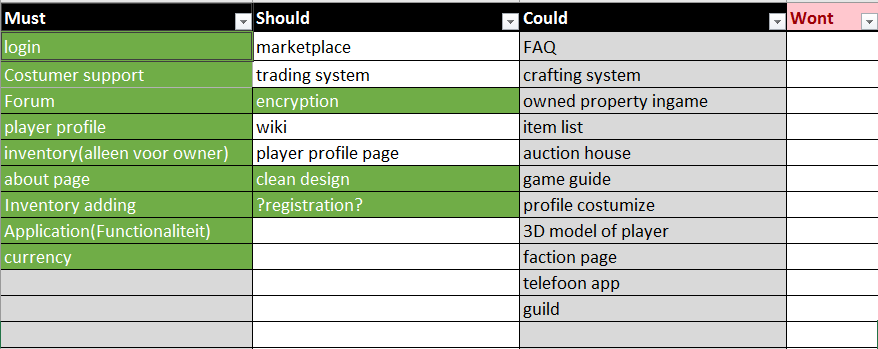 Must Should Could Wont
login marketplace FAQ
Costumer support trading system crafting system
Forum encryption owned property ingame
player profile wiki item list
inventory(alleen voor owner) player profile page auction house
about page clean design game guide
Inventory adding ?registration? profile costumize
Application(Functionaliteit) 3D model of player
currency faction page
telefoon app
guild